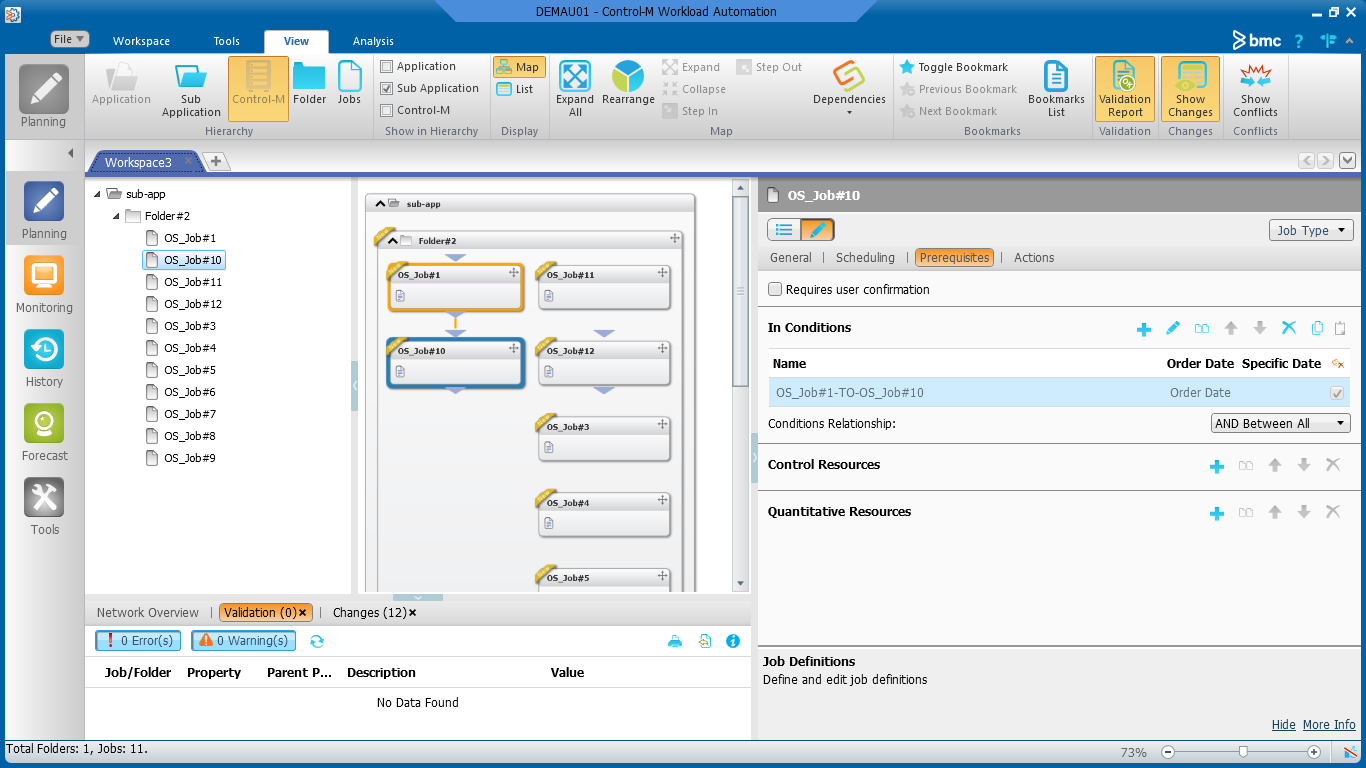 DEMAU01 - Control-M Workload Automation
File
Workspace
Tools
View
Analysis
bmc
?
Planning
Application
Sub
Application
Control-M
Folder
Jobs
Hierarchy
Application
Sub Application
Control-M
Show in Hierarchy
Map
List
Display
Expand
All
Rearrange
Expand
Collapse
Step In
Step Out
Dependencies
Map
Toggle Bookmark
Previous Bookmark
Next Bookmark
Bookmarks
List
Bookmarks
Validation
Report
Validation
Show
Changes
Changes
Show
Conflicts
Conflicts
Planning
Monitoring
History
Forecast
Tools
Workspace3
sub-app
Folder#2
OS_Job#1
OS_Job#10
OS_Job#11
OS_Job#12
OS_Job#3
OS_Job#4
OS_Job#5
OS_Job#6
OS_Job#7
OS_Job#8
OS_Job#9
sub-app
Folder#2
OS_Job#1
OS_Job#11
OS_Job#10
OS_Job#12
OS_Job#3
OS_Job#4
OS_Job#5
OS_Job#10
Job Type
General
Scheduling
Prerequisites
Actions
Requires user confirmation
In Conditions
Name Order Date Specific Date
OS_Job#1-TO-OS_Job#10 Order Date
Conditions Relationship: AND Between All
Control Resources
Quantitative Resources
Job Definitions
Define and edit job definitions
Hide More Info
Network Overview | Validation (0) | Changes (12)
0 Error(s) 0 Warning(s)
Job/Folder Property Parent P... Description Value
No Data Found
Total Folders: 1, Jobs: 11.
73%